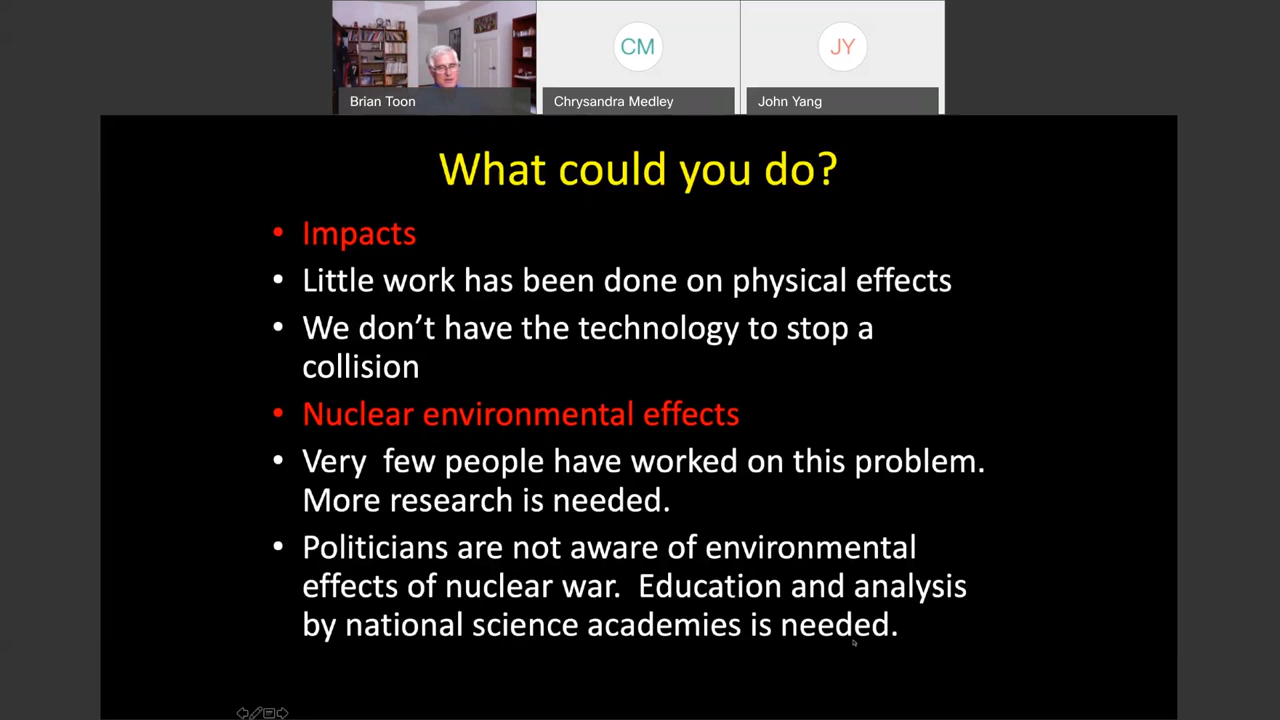 CM
JY
Brian Toon
Chrysandra Medley
John Yang
What could you do?
• Impacts
• Little work has been done on physical effects
• We don’t have the technology to stop a
collision
• Nuclear environmental effects
• Very  few people have worked on this problem.
More research is needed.
• Politicians are not aware of environmental
effects of nuclear war.  Education and analysis
by national science academies is needed.